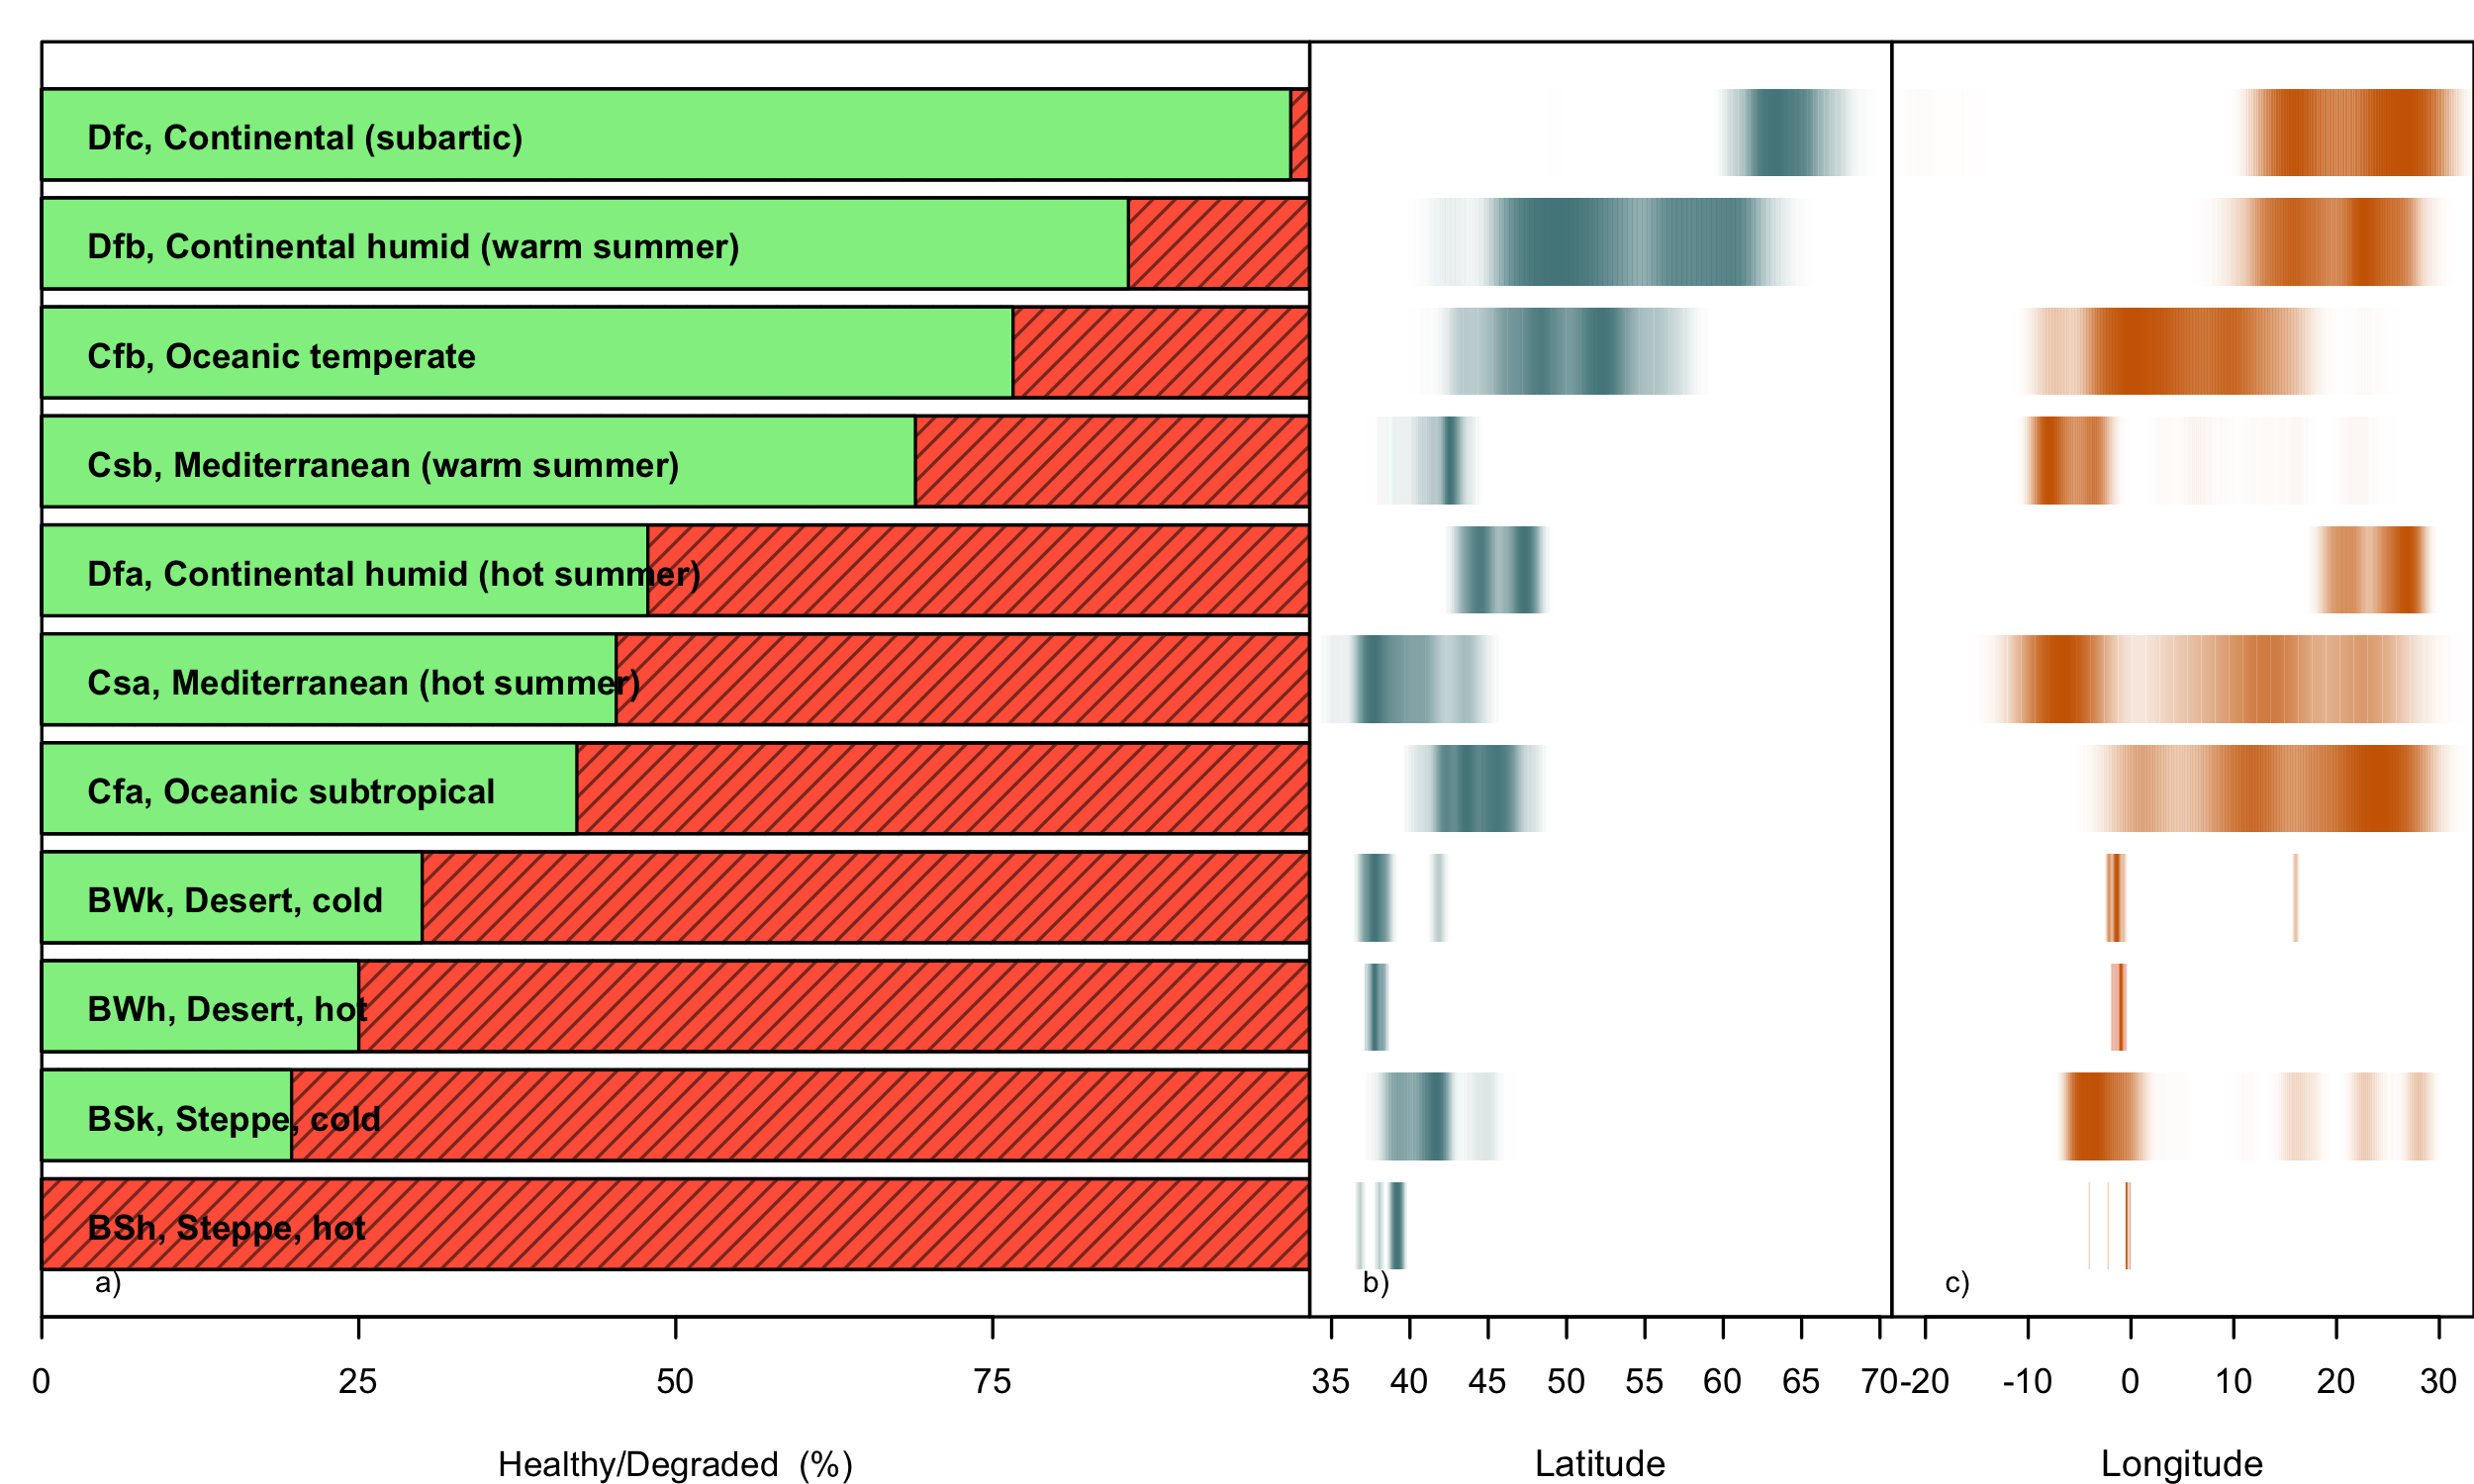 Dfc, Continental (subartic)
Dfb, Continental humid (warm summer)
Cfb, Oceanic temperate
Csb, Mediterranean (warm summer)
Dfa, Continental humid (hot summer)
Csa, Mediterranean (hot summer)
Cfa, Oceanic subtropical
BWk, Desert, cold
BWh, Desert, hot
BSk, Steppe, cold
BSh, Steppe, hot
a) b) c)
0 25 50 75 35 40 45 50 55 60 65 70 -20 -10 0 10 20 30
Healthy/Degraded (%) Latitude Longitude